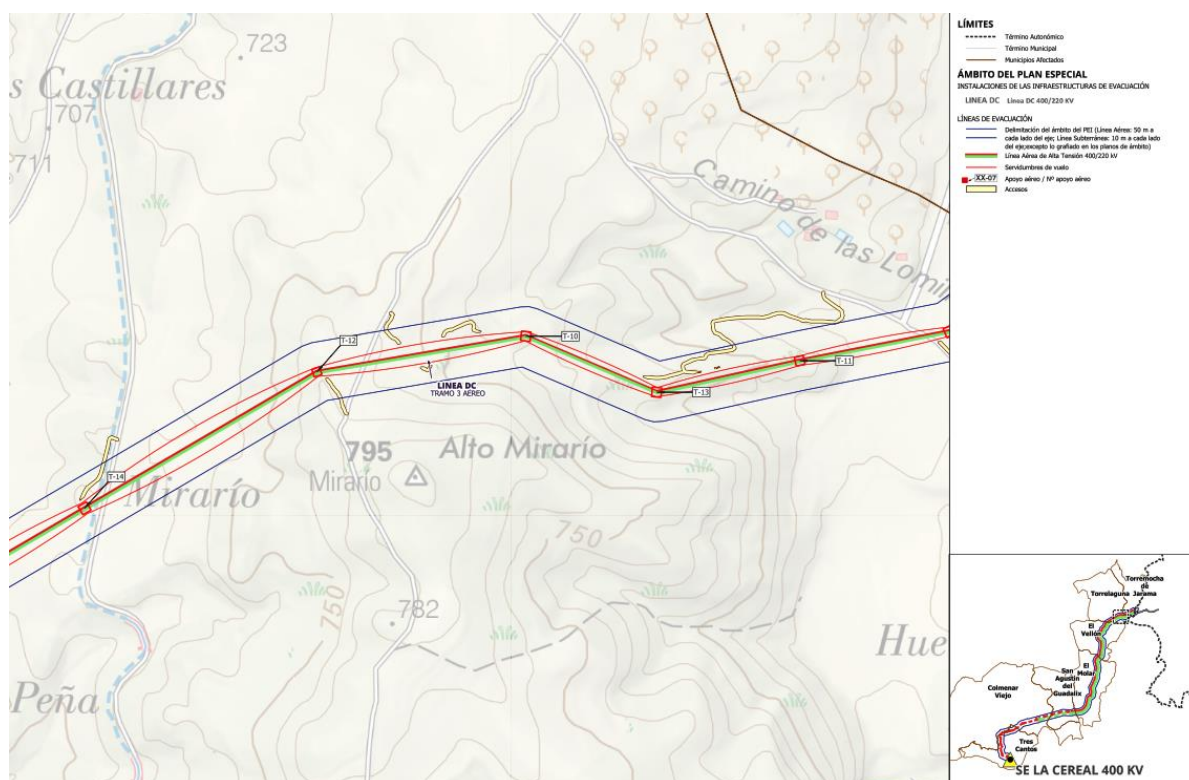 723
s Castillares
707
711
Camino de las Lomi
T-12
T-10
T-11
T-13
LINEA DC
TRAMO 3 AEREO
795
Alto Mirarío
Mirarío
T-14
Mirarío
750
750
782
Hue
Peña
LÍMITES
Término Autonómico
Término Municipal
Municipios Afectados
ÁMBITO DEL PLAN ESPECIAL
INSTALACIONES DE LAS INFRAESTRUCTURAS DE EVACUACIÓN
LINEA DC Línea DC 400/220 KV
LÍNEAS DE EVACUACIÓN
Delimitación del ámbito del PEI (Línea Aérea: 50 m a
cada lado del eje; Línea Subterránea: 10 m a cada lado
del eje;excepto lo grafiado en los planos de ámbito)
Línea Aérea de Alta Tensión 400/220 kV
Servidumbres de vuelo
XX-07 Apoyo aéreo / Nº apoyo aéreo
Accesos
Torremocha
de
Jarama
Torrelaguna
El
Vellón
El
Molar
San
Agustín
del
Guadalix
Colmenar
Viejo
Tres
Cantos
SE LA CEREAL 400 KV